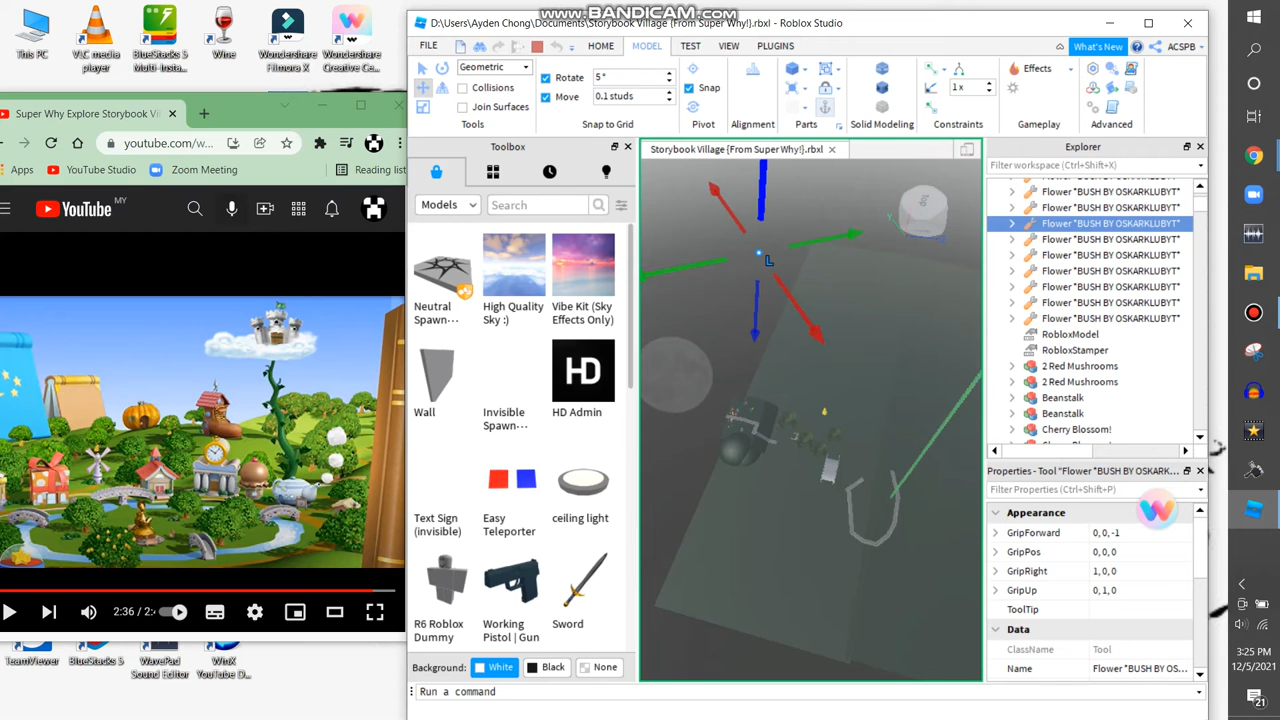 www.BANDICAM.com
This PC
VLC media player
BlueStacks 5 Multi-Insta...
Wine
Wondershare Filmora X
Wondershare Creative Ce...
D:\Users\Ayden Chong\Documents\Storybook Village {From Super Why!}.rbxl - Roblox Studio
FILE HOME MODEL TEST VIEW PLUGINS What's New ACSPB
Geometric
Collisions
Join Surfaces
Tools
Rotate 5 °
Move 0.1 studs
Snap to Grid
Snap
Pivot
Alignment
Parts
Solid Modeling
1 x
Constraints
Effects
Gameplay
Advanced
Super Why Explore Storybook Vi
youtube.com/w...
Apps YouTube Studio Zoom Meeting Reading list
YouTube MY
2:36 / 2:
Toolbox
Models Search
Neutral Spawn...
High Quality Sky :)
Vibe Kit (Sky Effects Only)
Wall
Invisible Spawn...
HD
HD Admin
Text Sign (invisible)
Easy Teleporter
ceiling light
R6 Roblox Dummy
Working Pistol | Gun
Sword
Background: White Black None
Run a command
Storybook Village {From Super Why!}.rbxl
L
Explorer
Filter workspace (Ctrl+Shift+X)
Flower *BUSH BY OSKARKLUBYT*
Flower *BUSH BY OSKARKLUBYT*
Flower *BUSH BY OSKARKLUBYT*
Flower *BUSH BY OSKARKLUBYT*
Flower *BUSH BY OSKARKLUBYT*
Flower *BUSH BY OSKARKLUBYT*
Flower *BUSH BY OSKARKLUBYT*
Flower *BUSH BY OSKARKLUBYT*
Flower *BUSH BY OSKARKLUBYT*
RobloxModel
RobloxStamper
2 Red Mushrooms
2 Red Mushrooms
Beanstalk
Beanstalk
Cherry Blossom!
Properties - Tool "Flower *BUSH BY OSKARK...
Filter Properties (Ctrl+Shift+P)
Appearance
GripForward 0, 0, -1
GripPos 0, 0, 0
GripRight 1, 0, 0
GripUp 0, 1, 0
ToolTip
Data
ClassName Tool
Name Flower *BUSH BY OS...
TeamViewer
BlueStacks 5
WavePad Sound Editor
WinX YouTube D...
3:25 PM
12/5/2021
21